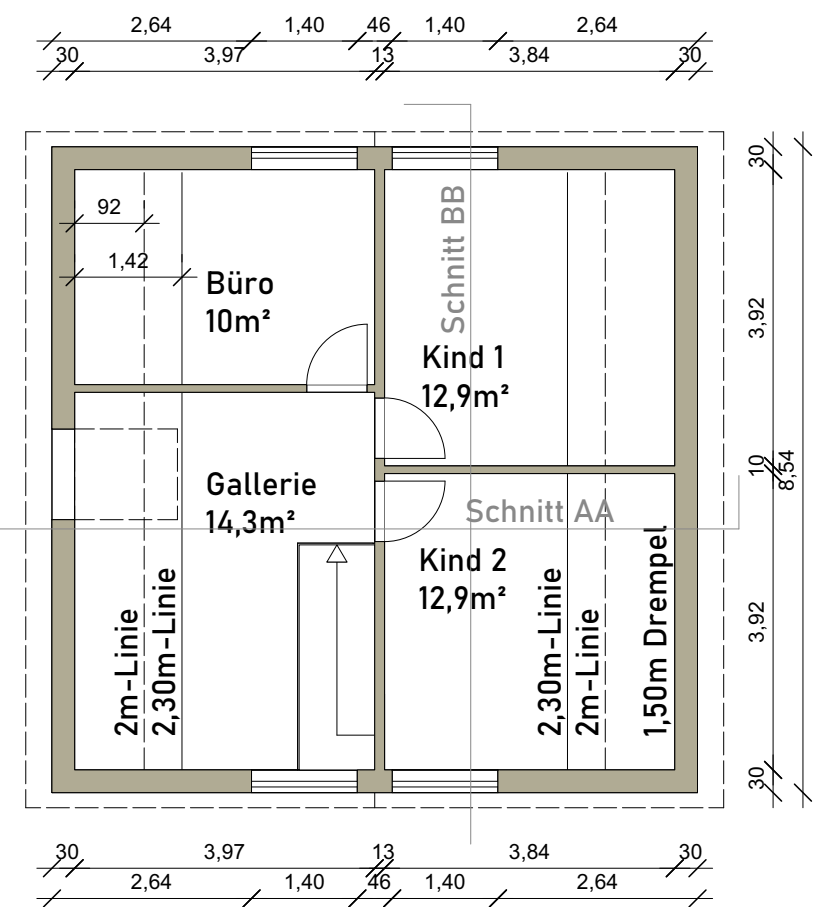 2,64 1,40 46 1,40 2,64
30 3,97 13 3,84 30
30
92
1,42
Büro
10m²
Schnitt BB
3,92
Kind 1
12,9m²
10
8,54
Gallerie
14,3m²
Schnitt AA
Kind 2
12,9m²
2m-Linie
2,30m-Linie
2,30m-Linie
2m-Linie
1,50m Drempel
3,92
30
30 3,97 13 3,84 30
2,64 1,40 46 1,40 2,64